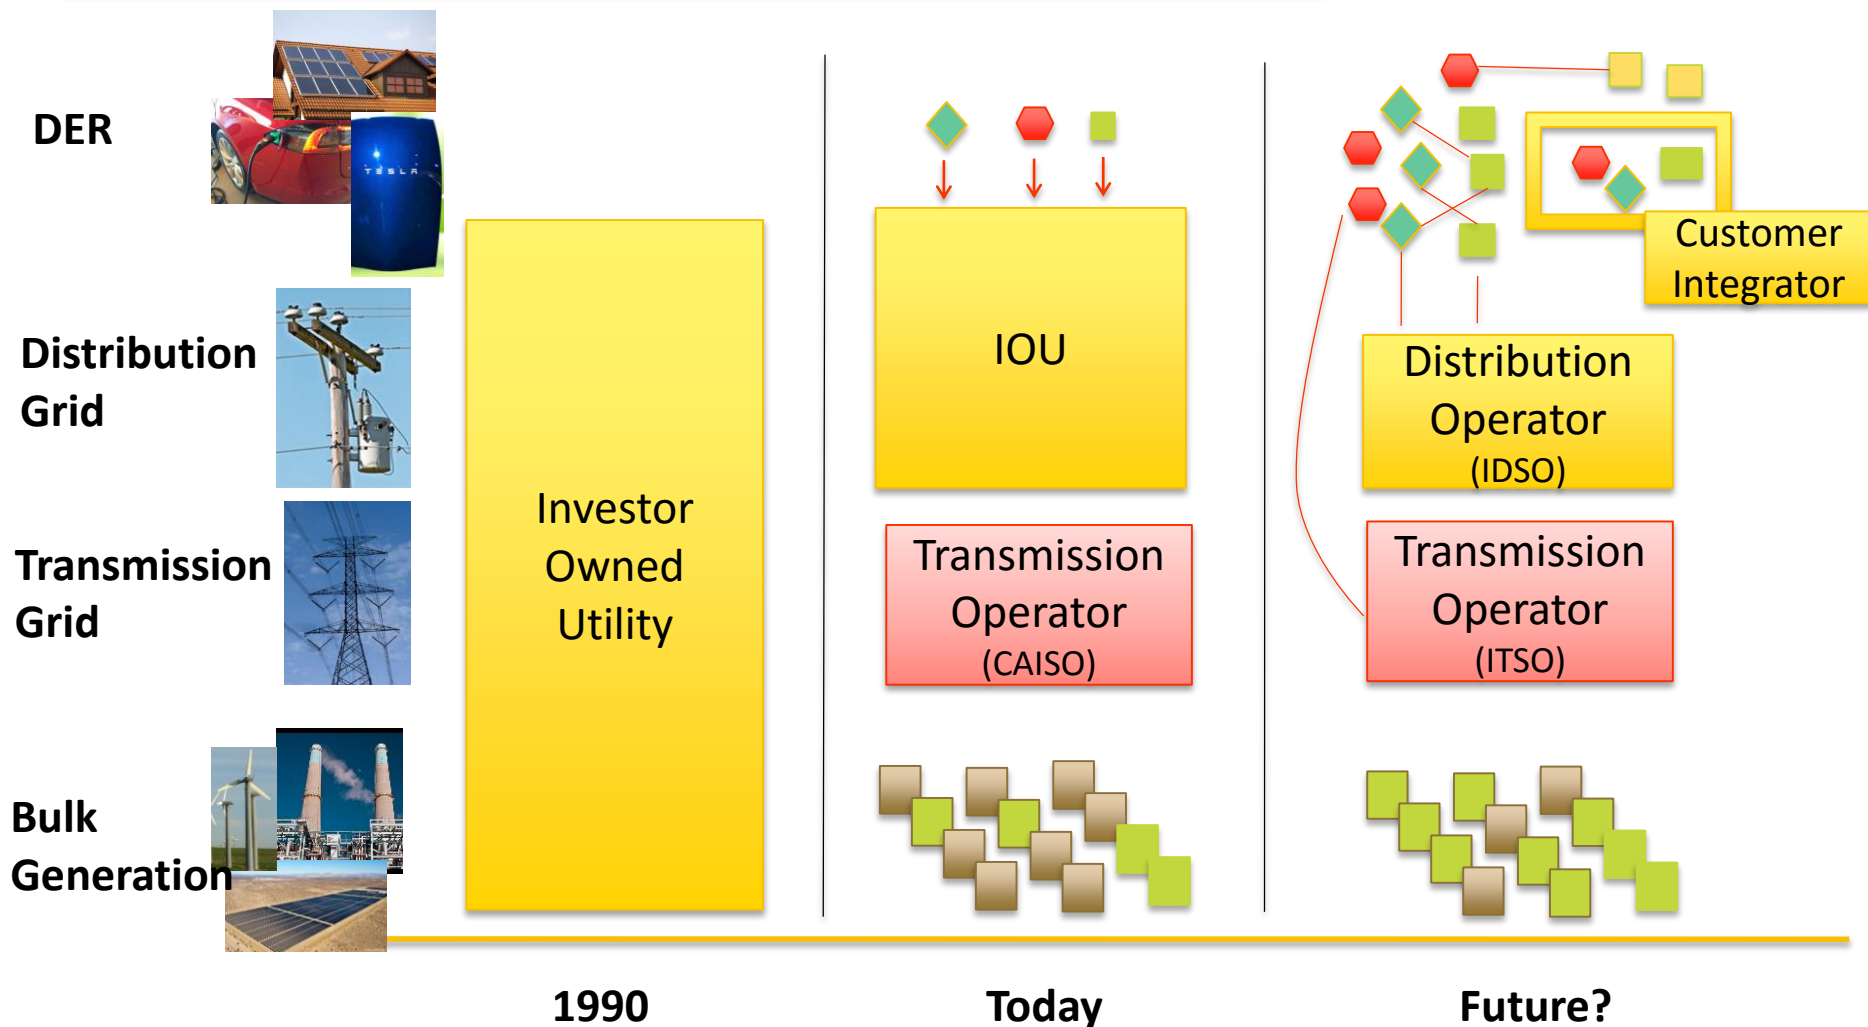 DER
TESLA
Distribution
Grid
Transmission
Grid
Bulk
Generation
Investor
Owned
Utility
IOU
Transmission
Operator
(CAISO)
Customer
Integrator
Distribution
Operator
(IDSO)
Transmission
Operator
(ITSO)
1990
Today
Future?